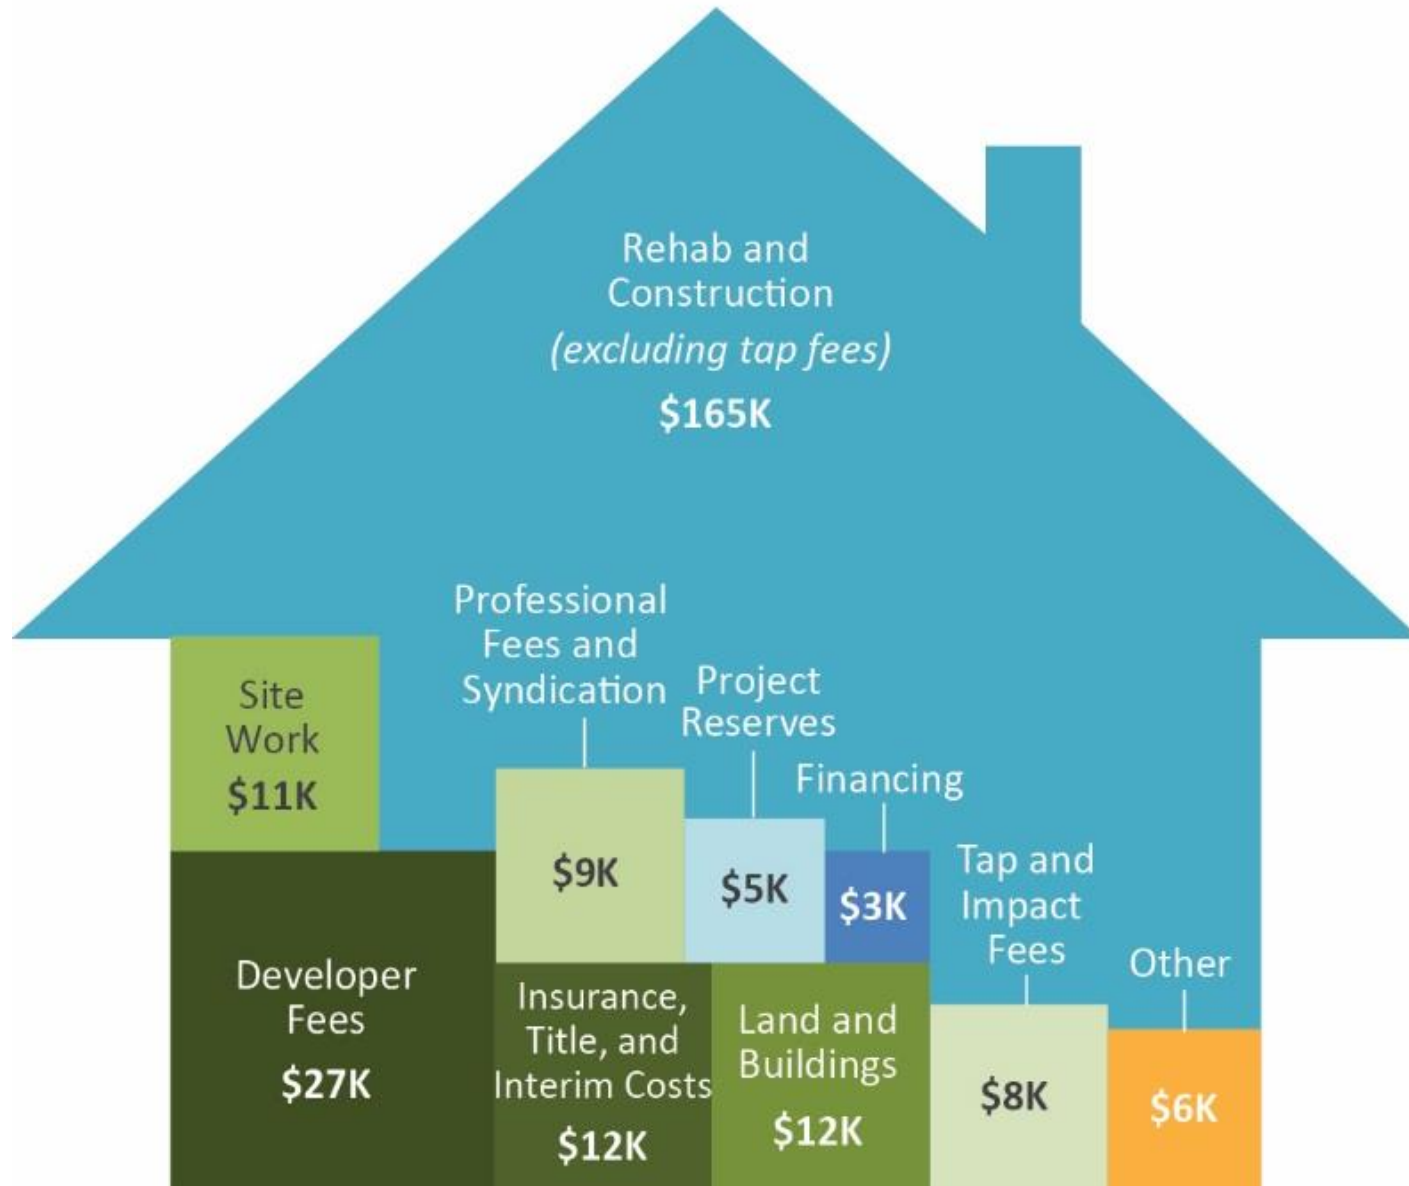 Rehab and
Construction
(excluding tap fees)
$165K
Professional
Fees and
Syndication
$9K
Project
Reserves
$5K
Financing
$3K
Site
Work
$11K
Tap and
Impact
Fees
$8K
Other
$6K
Developer
Fees
$27K
Insurance,
Title, and
Interim Costs
$12K
Land and
Buildings
$12K